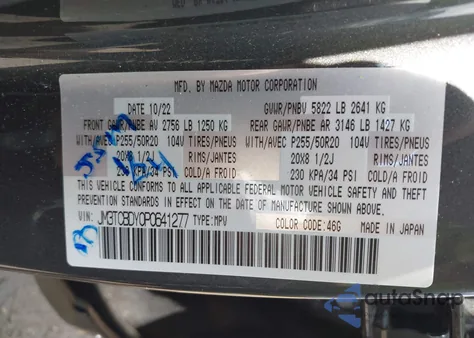 MFD. BY MAZDA MOTOR CORPORATION
DATE 10/22 GVWR/PNBV 5822 LB 2641 KG
FRONT GAWR/PNBE AV 2756 LB 1250 KG REAR GAWR/PNBE AR 3146 LB 1427 KG
WITH/AVEC P255/50R20 104V TIRES/PNEUS WITH/AVEC P255/50R20 104V TIRES/PNEUS
20X8 1/2J RIMS/JANTES 20X8 1/2J RIMS/JANTES
230 KPA/34 PSI COLD/A FROID 230 KPA/34 PSI COLD/A FROID
THIS VEHICLE CONFORMS TO ALL APPLICABLE FEDERAL MOTOR VEHICLE SAFETY AND
THEFT PREVENTION STANDARDS IN EFFECT ON THE DATE OF MANUFACTURE SHOWN ABOVE.
JM3TCBDY0P0641277 TYPE:MPV COLOR CODE:46G MADE IN JAPAN
autoSnap